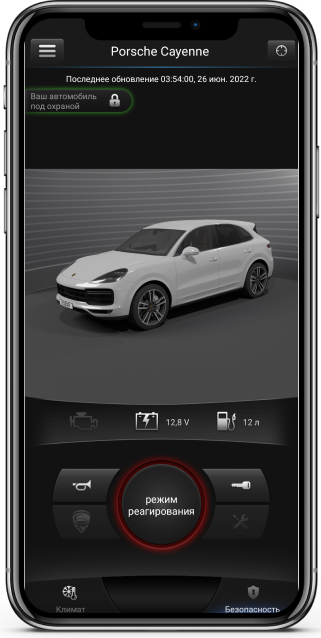 Porsche Cayenne
Последнее обновление 03:54:00, 26 июн. 2022 г.
Ваш автомобиль
под охраной
12,8 V
12 л
режим
реагирования
Климат
Безопасность